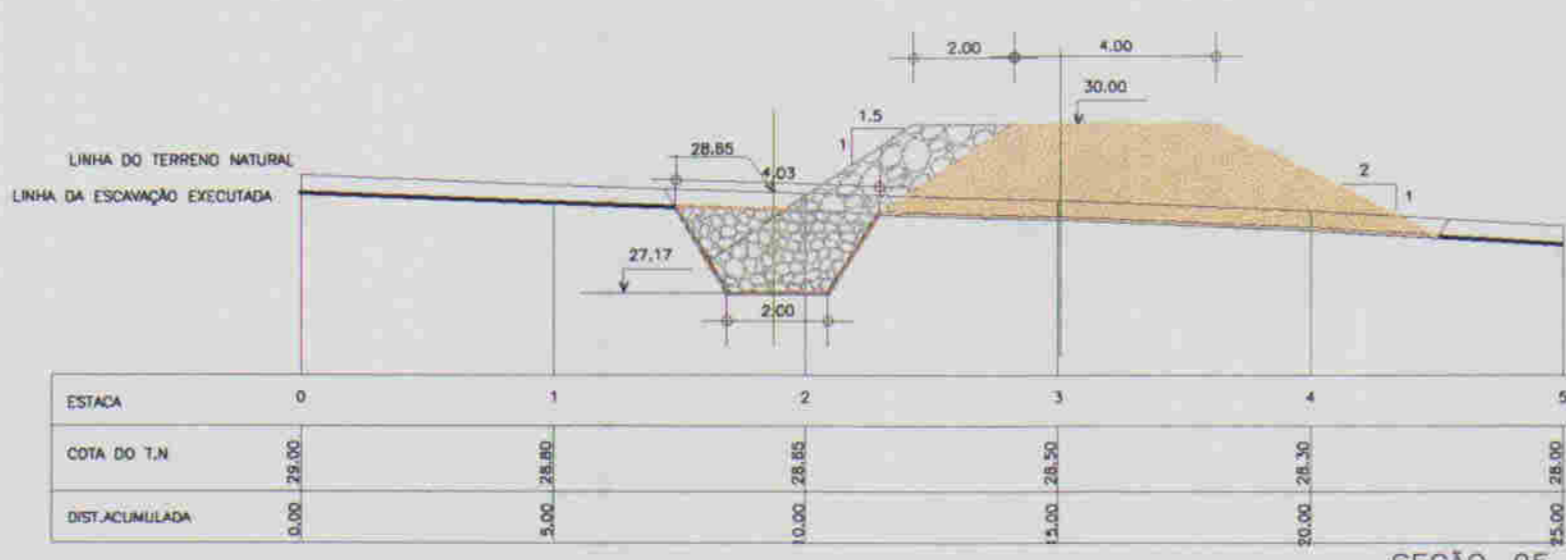 2.00 4.00
30.00
1.5
1
28.65
4.03
LINHA DO TERRENO NATURAL
LINHA DA ESCAVAÇÃO EXECUTADA
2
1
27.17
2.00
ESTACA 0 1 2 3 4 5
COTA DO T.N 29.00 28.80 28.65 28.50 28.30 28.00
DIST.ACUMULADA 0.00 5.00 10.00 15.00 20.00 25.00